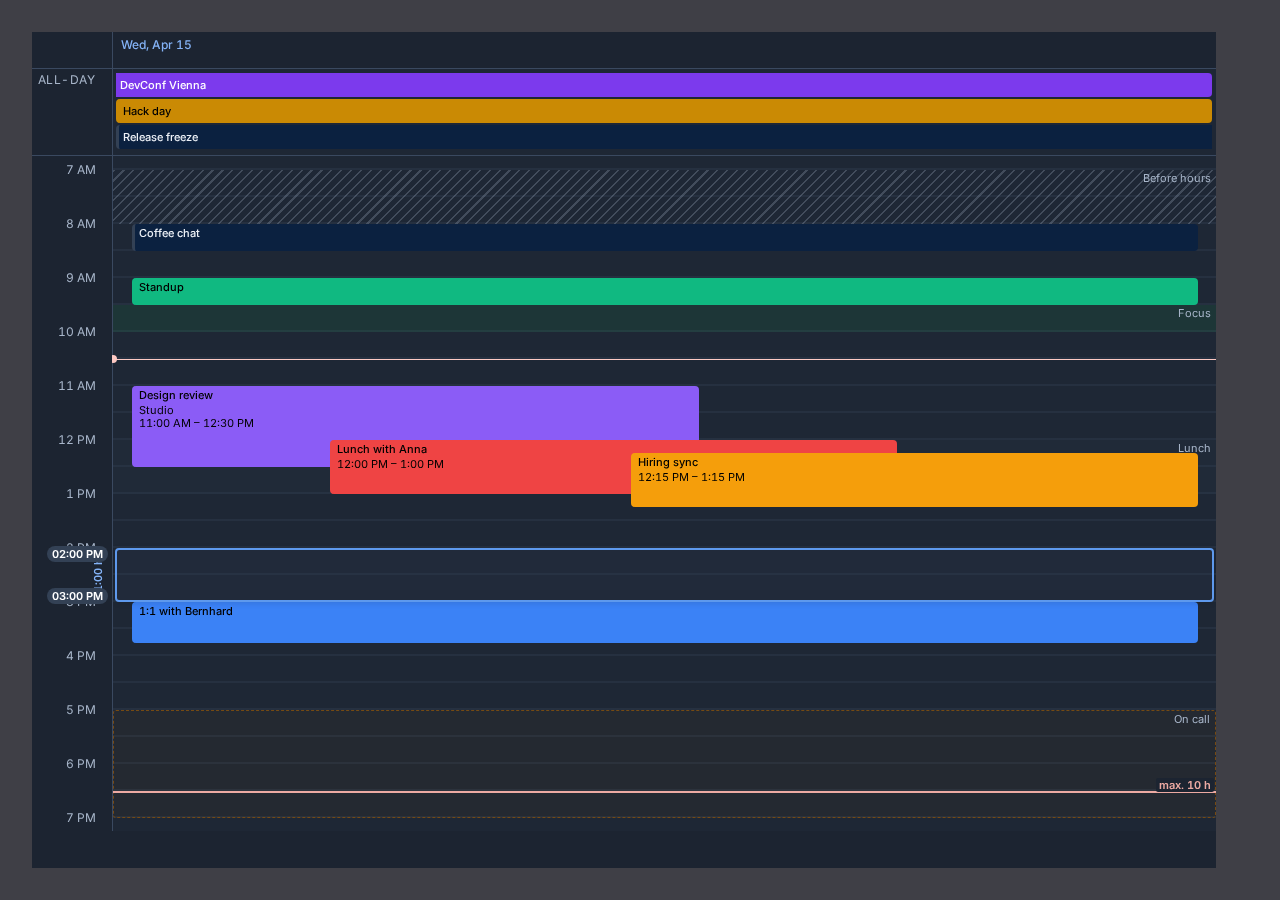 Wed, Apr 15
ALL-DAY
DevConf Vienna
Hack day
Release freeze
7 AM
Before hours
8 AM
Coffee chat
9 AM
Standup
Focus
10 AM
11 AM
Design review
Studio
11:00 AM – 12:30 PM
12 PM
Lunch
Lunch with Anna
12:00 PM – 1:00 PM
Hiring sync
12:15 PM – 1:15 PM
1 PM
02:00 PM
03:00 PM
1:1 with Bernhard
4 PM
5 PM
On call
6 PM
max. 10 h
7 PM